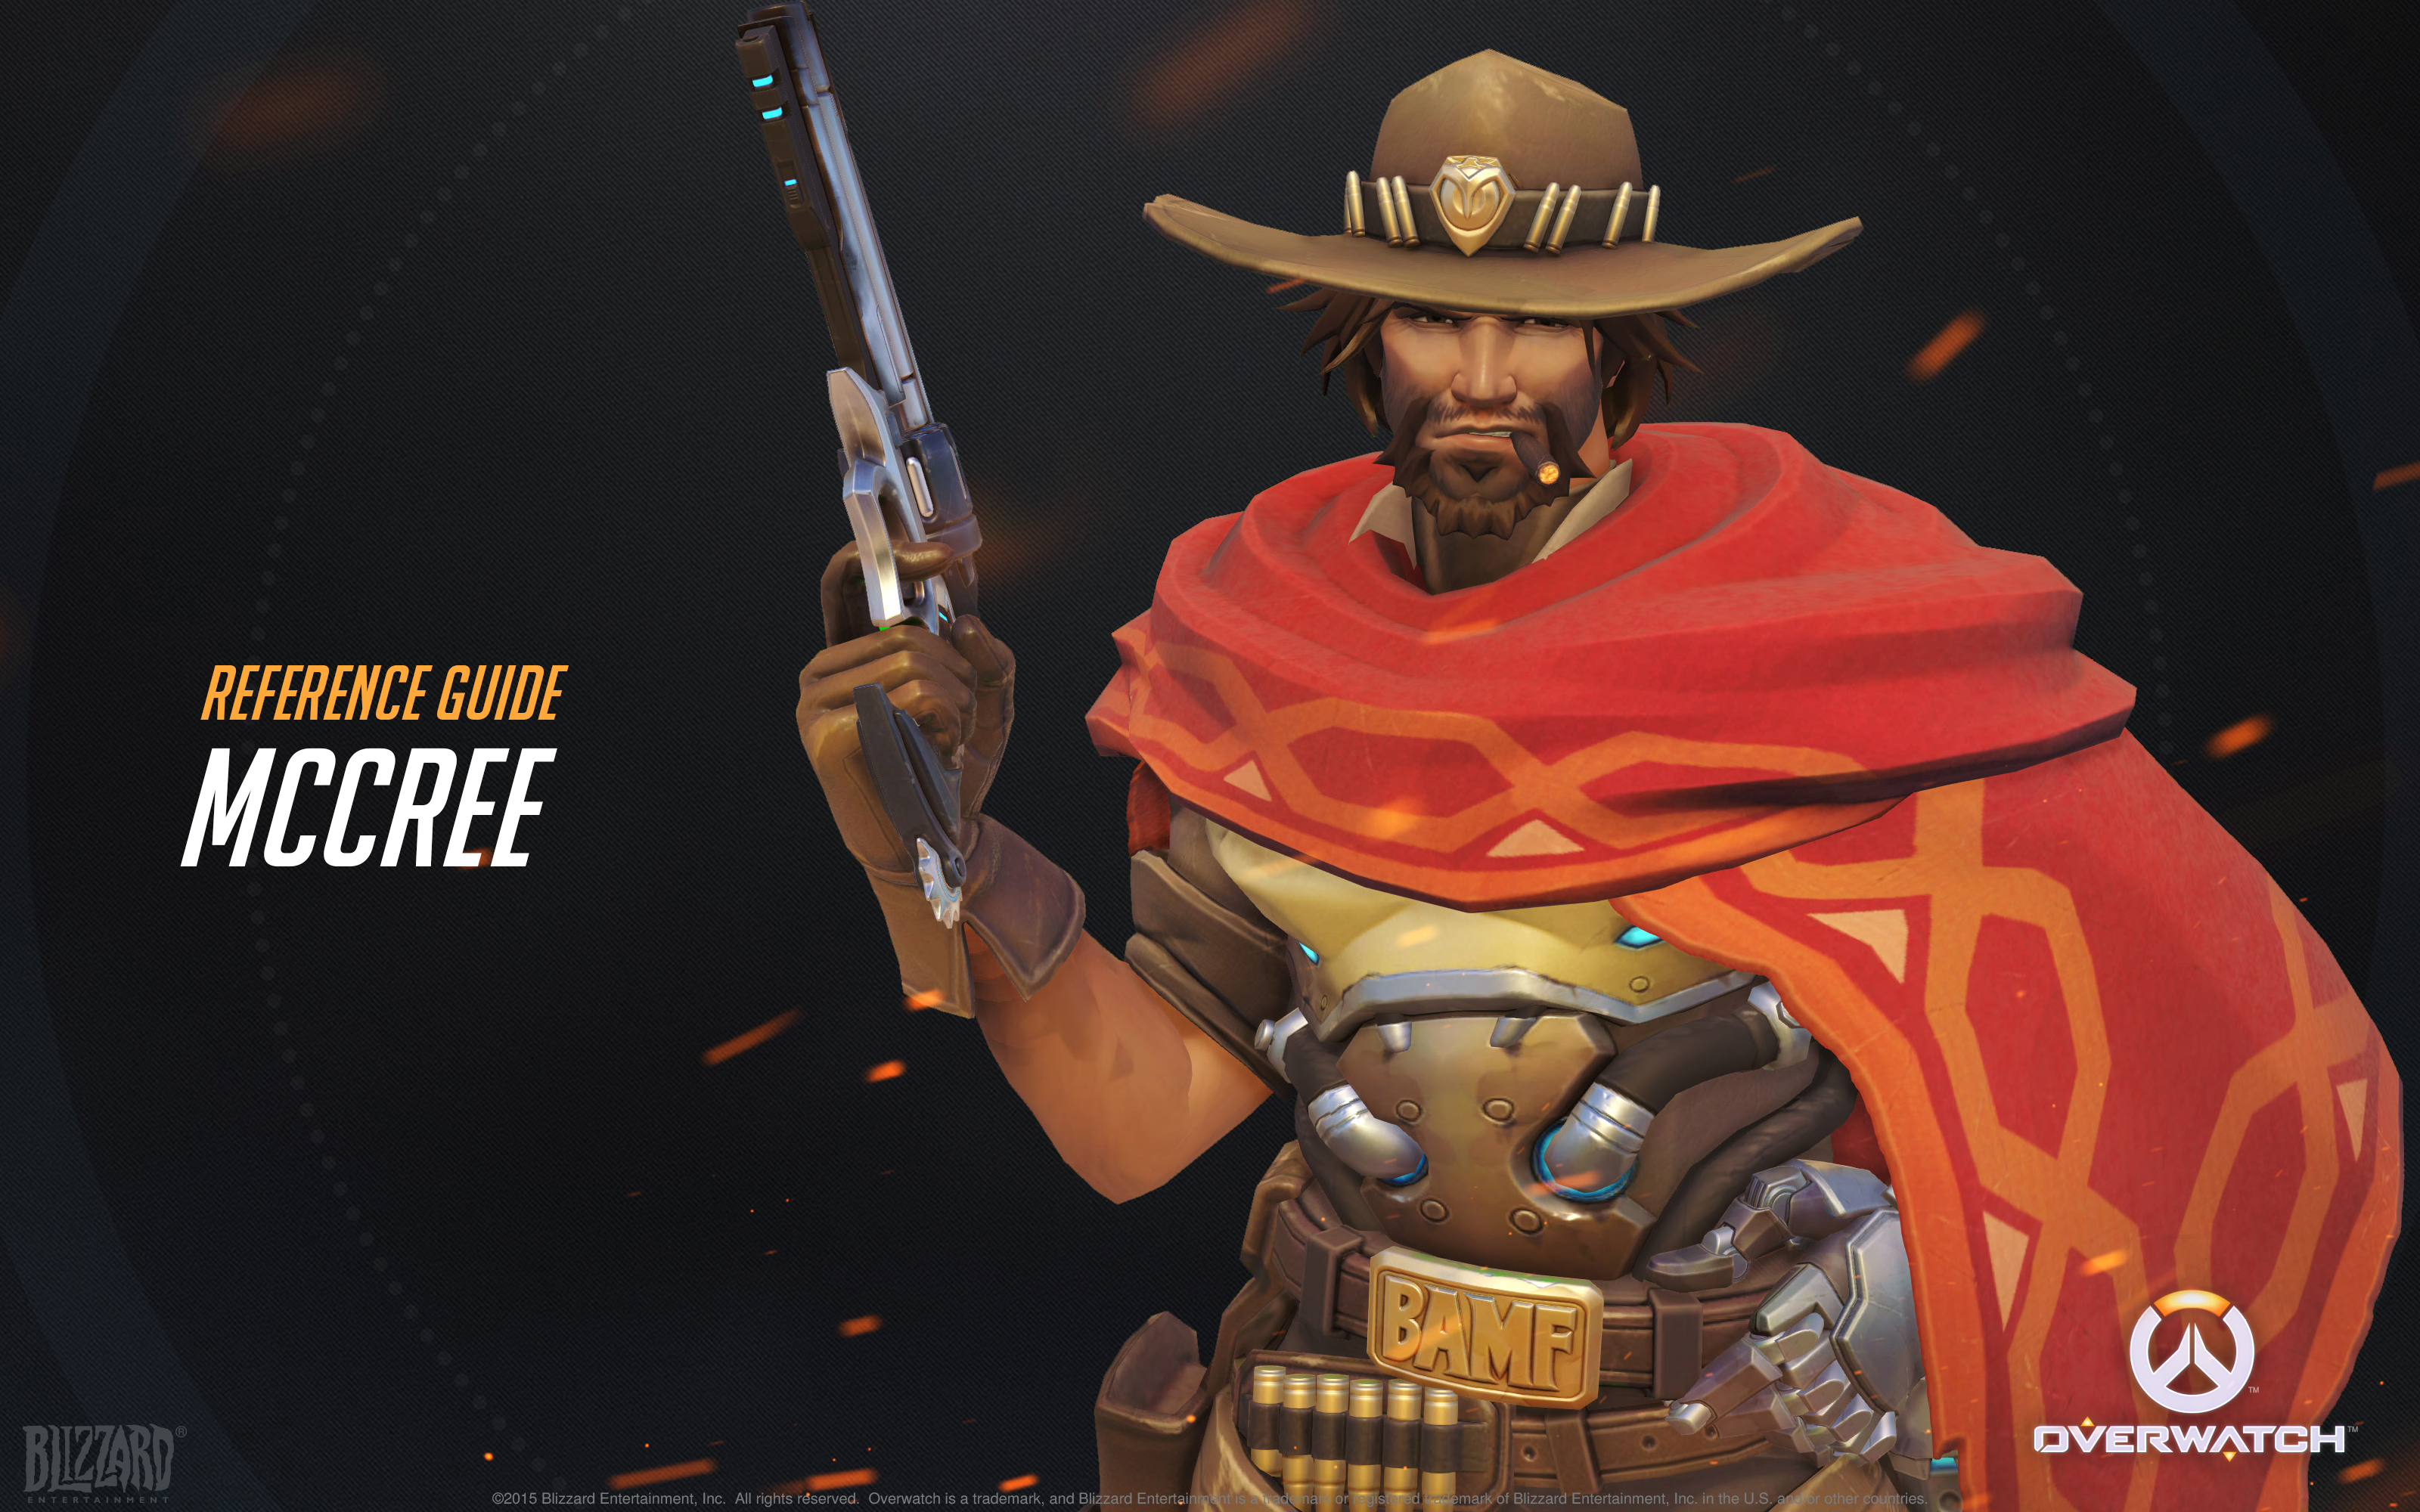 REFERENCE GUIDE
MCCREE
BAMF
OVERWATCH™
BLIZZARD®
ENTERTAINMENT
©2015 Blizzard Entertainment, Inc. All rights reserved. Overwatch is a trademark, and Blizzard Entertainment is a trademark or registered trademark of Blizzard Entertainment, Inc. in the U.S. and/or other countries.